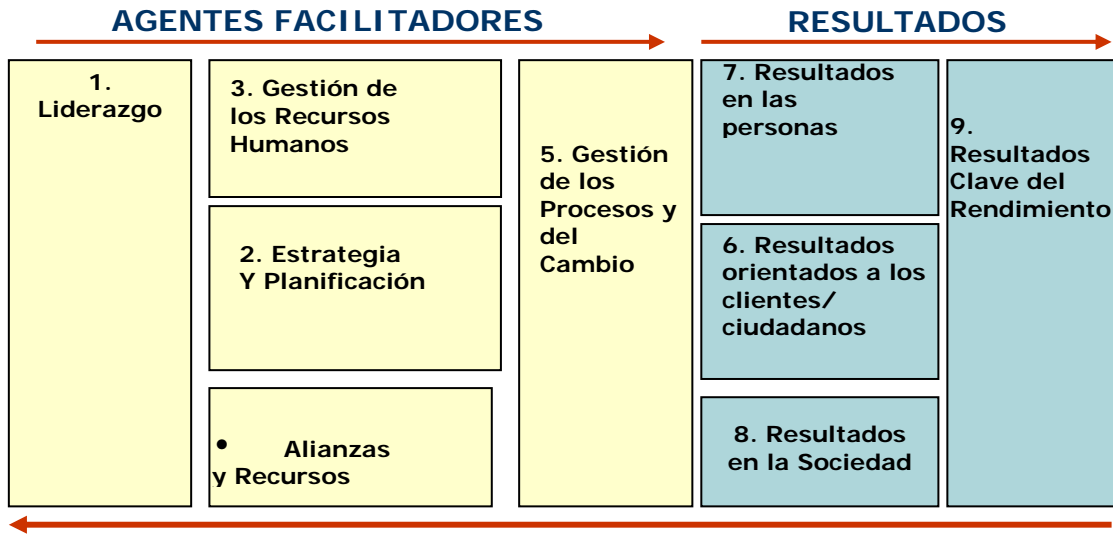 AGENTES FACILITADORES
RESULTADOS
1.
Liderazgo
3. Gestión de
los Recursos
Humanos
2. Estrategia
Y Planificación
• Alianzas
y Recursos
5. Gestión
de los
Procesos y
del
Cambio
7. Resultados
en las
personas
6. Resultados
orientados a los
clientes/
ciudadanos
8. Resultados
en la Sociedad
9.
Resultados
Clave del
Rendimiento